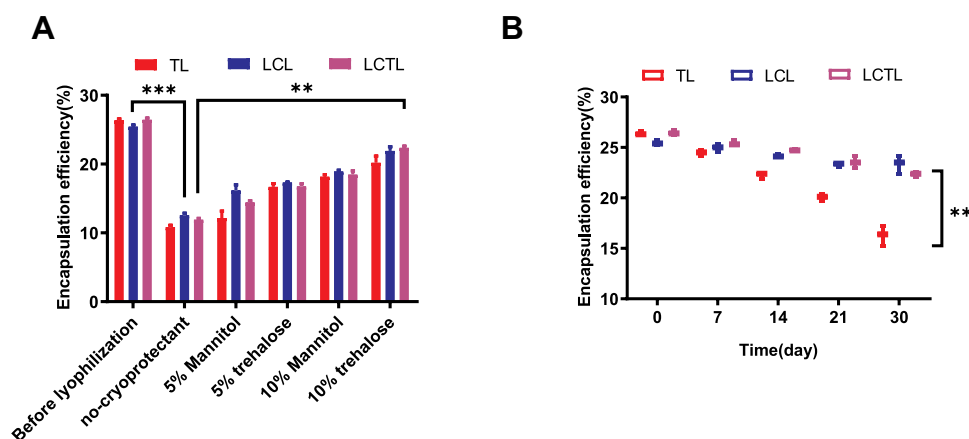 A
TL LCL LCTL
***
**
Encapsulation efficiency(%)
30
20
10
0
Before lyophilization
no-cryoprotectant
5% Mannitol
5% trehalose
10% Mannitol
10% trehalose
B
TL LCL LCTL
Encapsulation efficiency(%)
30
25
20
15
10
**
0 7 14 21 30
Time(day)